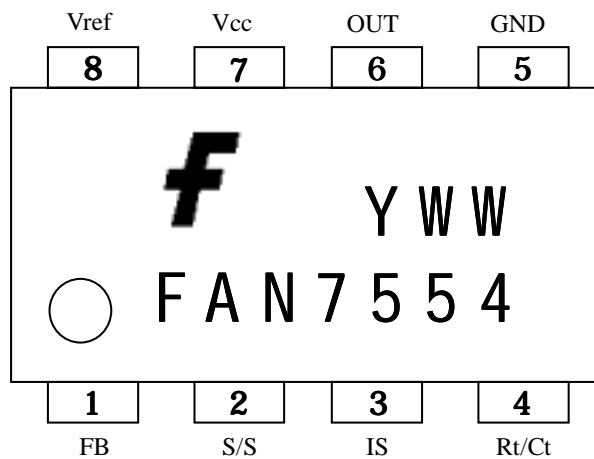 Vref Vcc OUT GND
8 7 6 5
f
YWW
FAN7554
1 2 3 4
FB S/S IS Rt/Ct